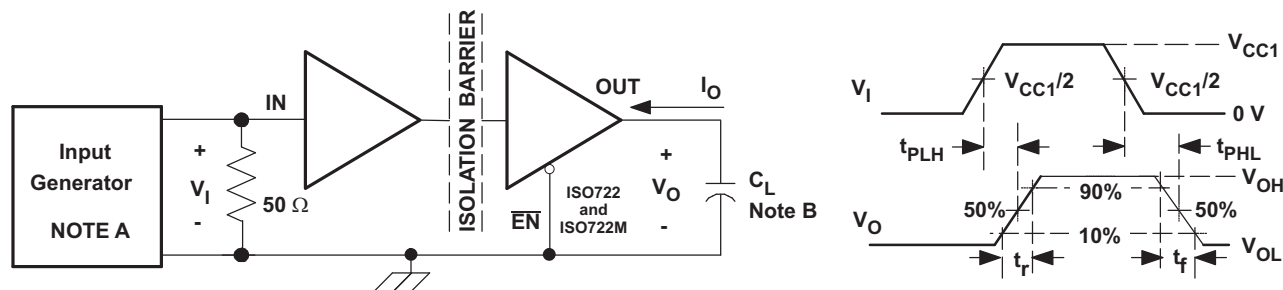 Input
Generator
NOTE A
+
V_I
-
50 Ω
IN
ISOLATION BARRIER
OUT
I_O
EN
ISO722
and
ISO722M
+
V_O
-
C_L
Note B
V_I
V_CC1/2
V_CC1/2
V_CC1
0 V
t_PLH
t_PHL
V_O
50%
90%
10%
50%
V_OH
V_OL
t_r
t_f